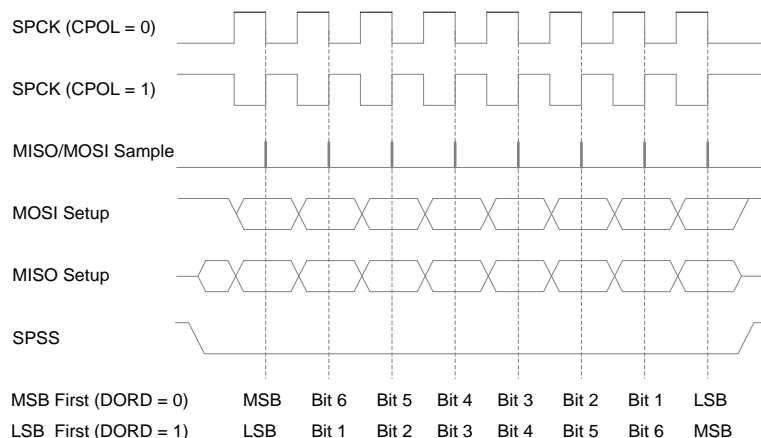 SPCK (CPOL = 0)
SPCK (CPOL = 1)
MISO/MOSI Sample
MOSI Setup
MISO Setup
SPSS
MSB First (DORD = 0) MSB Bit 6 Bit 5 Bit 4 Bit 3 Bit 2 Bit 1 LSB
LSB First (DORD = 1) LSB Bit 1 Bit 2 Bit 3 Bit 4 Bit 5 Bit 6 MSB